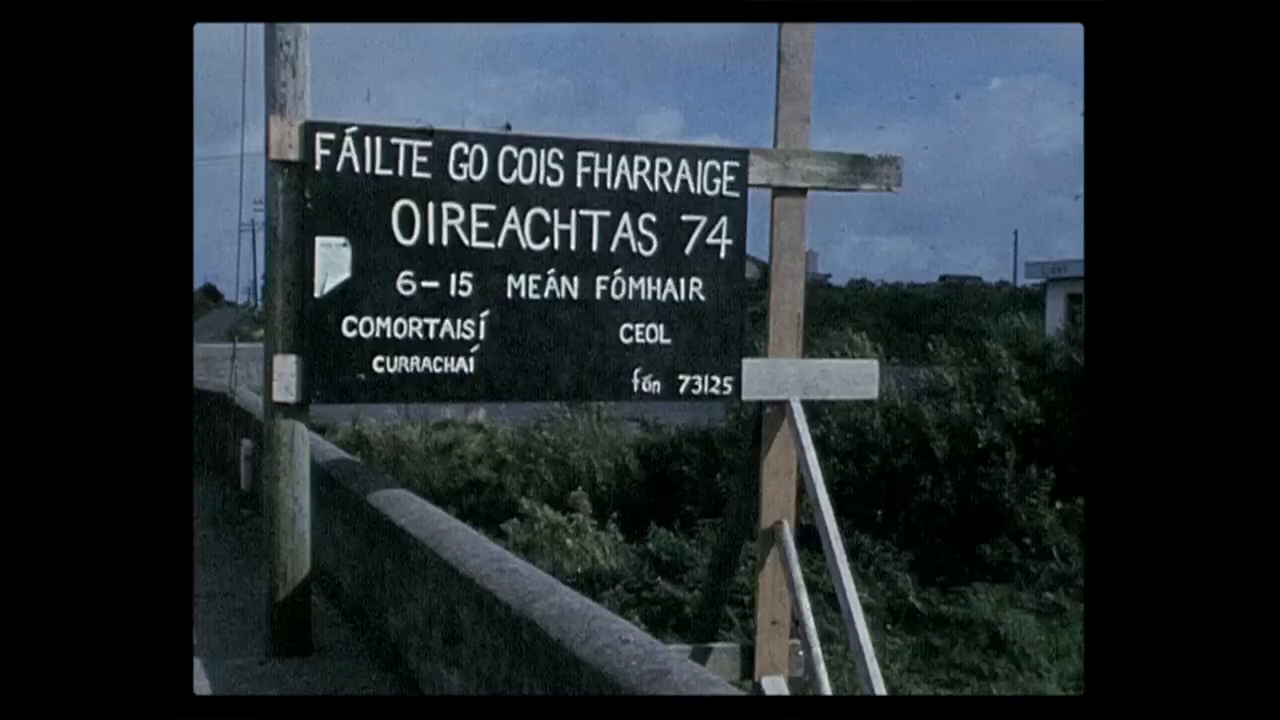 FÁILTE GO COIS FHARRAIGE
OIREACHTAS 74
6-15 MEÁN FÓMHAIR
COMORTAISÍ CEOL
CURRACHAÍ
fón 73125